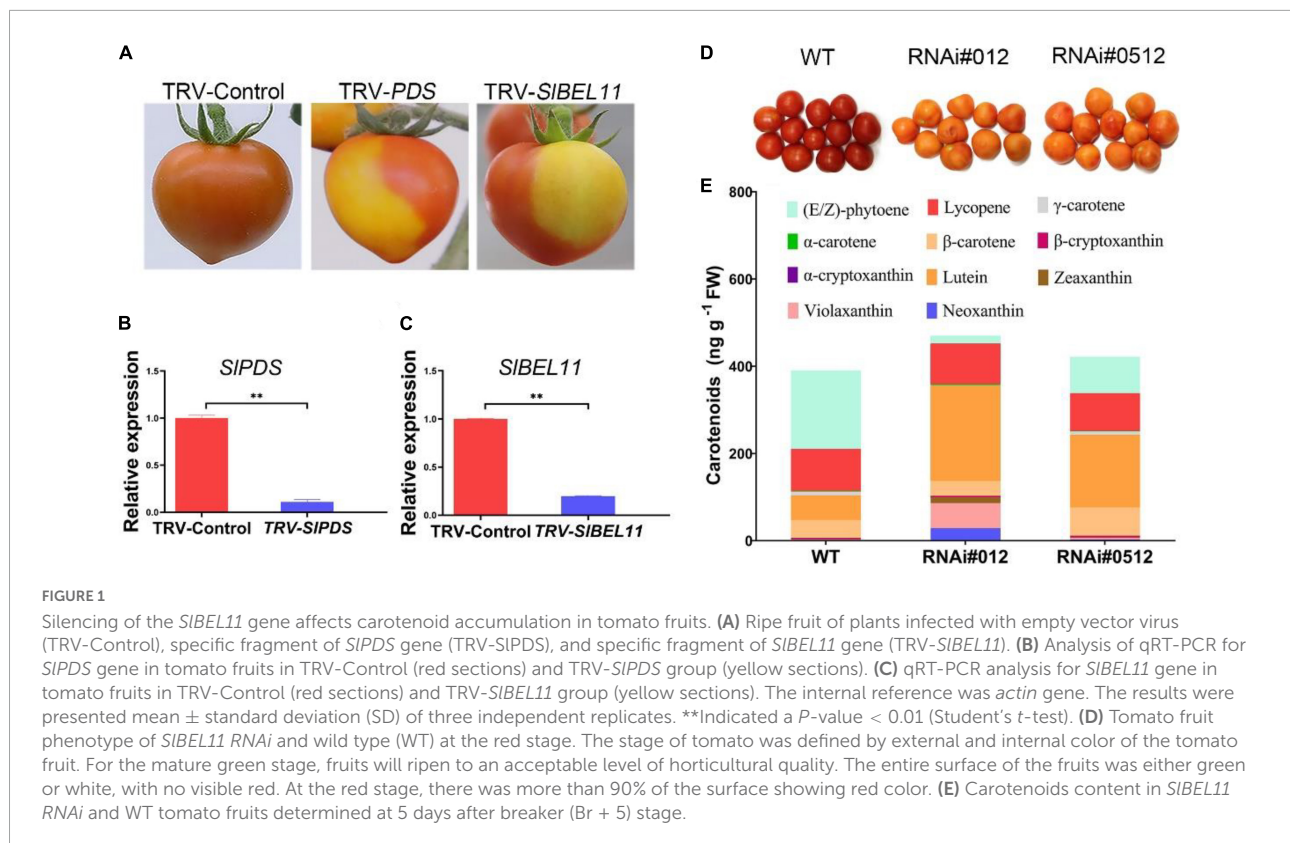 A
TRV-Control TRV-PDS TRV-SlBEL11
B
SlPDS
Relative expression
1.5
1.0
0.5
0.0
**
TRV-Control TRV-SlPDS
C
SlBEL11
Relative expression
1.5
1.0
0.5
0.0
**
TRV-Control TRV-SlBEL11
D
WT RNAi#012 RNAi#0512
E
Carotenoids (ng g⁻¹ FW)
800
600
400
200
0
(E/Z)-phytoene Lycopene γ-carotene
α-carotene β-carotene β-cryptoxanthin
α-cryptoxanthin Lutein Zeaxanthin
Violaxanthin Neoxanthin
WT RNAi#012 RNAi#0512
FIGURE 1
Silencing of the SlBEL11 gene affects carotenoid accumulation in tomato fruits. (A) Ripe fruit of plants infected with empty vector virus
(TRV-Control), specific fragment of SlPDS gene (TRV-SlPDS), and specific fragment of SlBEL11 gene (TRV-SlBEL11). (B) Analysis of qRT-PCR for
SlPDS gene in tomato fruits in TRV-Control (red sections) and TRV-SlPDS group (yellow sections). (C) qRT-PCR analysis for SlBEL11 gene in
tomato fruits in TRV-Control (red sections) and TRV-SlBEL11 group (yellow sections). The internal reference was actin gene. The results were
presented mean ± standard deviation (SD) of three independent replicates. **Indicated a P-value < 0.01 (Student's t-test). (D) Tomato fruit
phenotype of SlBEL11 RNAi and wild type (WT) at the red stage. The stage of tomato was defined by external and internal color of the tomato
fruit. For the mature green stage, fruits will ripen to an acceptable level of horticultural quality. The entire surface of the fruits was either green
or white, with no visible red. At the red stage, there was more than 90% of the surface showing red color. (E) Carotenoids content in SlBEL11
RNAi and WT tomato fruits determined at 5 days after breaker (Br + 5) stage.